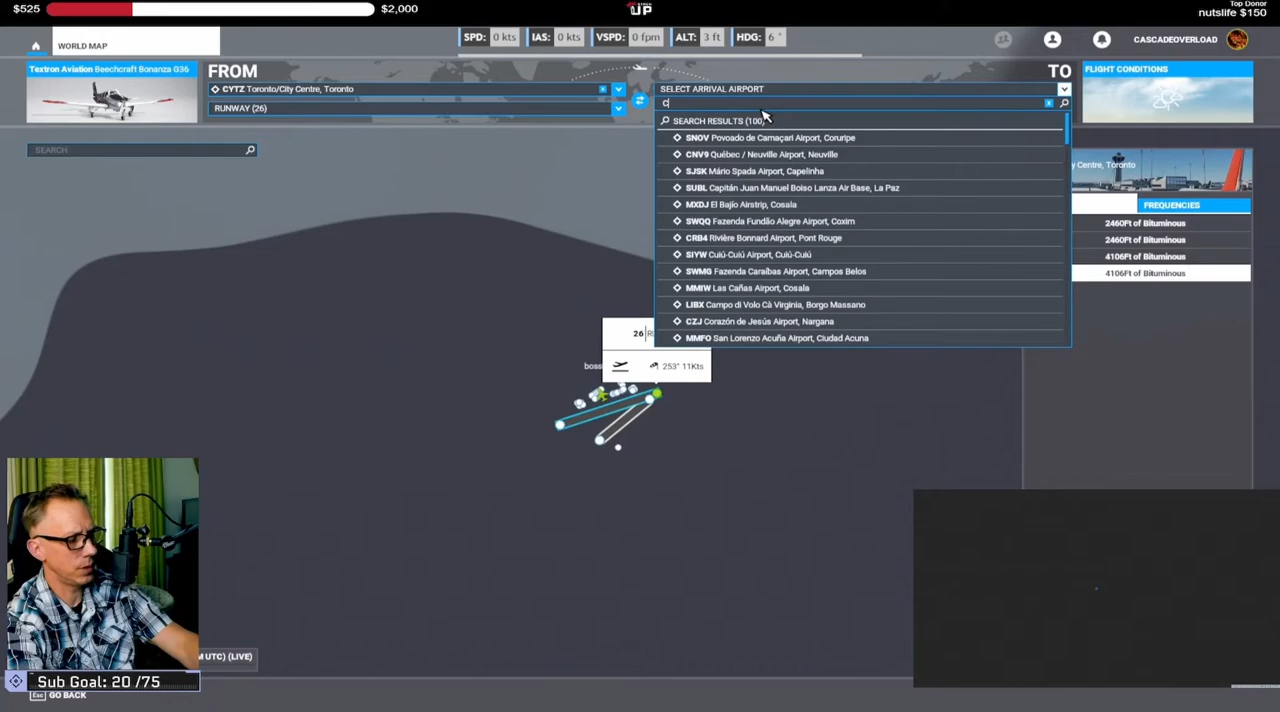 $525
$2,000
UP
Top Donor
nutslife $150
WORLD MAP
SPD: 0 kts
IAS: 0 kts
VSPD: 0 fpm
ALT: 3 ft
HDG: 6 °
CASCADEOVERLOAD
Textron Aviation Beechcraft Bonanza G36
FROM
TO
FLIGHT CONDITIONS
CYTZ Toronto/City Centre, Toronto
SELECT ARRIVAL AIRPORT
RUNWAY (26)
C
SEARCH RESULTS (100)
SEARCH
SNOV Povoado de Camaçari Airport, Coruripe
CNV9 Québec / Neuville Airport, Neuville
SJSK Mário Spada Airport, Capelinha
SUBL Capitán Juan Manuel Boiso Lanza Air Base, La Paz
MXDJ El Bajío Airstrip, Cosala
SWQQ Fazenda Fundão Alegre Airport, Coxim
CRB4 Rivière Bonnard Airport, Pont Rouge
SIYW Cuiú-Cuiú Airport, Cuiú-Cuiú
SWMG Fazenda Caraíbas Airport, Campos Belos
MMIW Las Cañas Airport, Cosala
LIBX Campo di Volo Cà Virginia, Borgo Massano
CZJ Corazón de Jesús Airport, Nargana
MMFO San Lorenzo Acuña Airport, Ciudad Acuna
y Centre, Toronto
FREQUENCIES
2460Ft of Bituminous
2460Ft of Bituminous
4106Ft of Bituminous
4106Ft of Bituminous
26
253° 11Kts
M UTC) (LIVE)
Sub Goal: 20 /75
Esc GO BACK